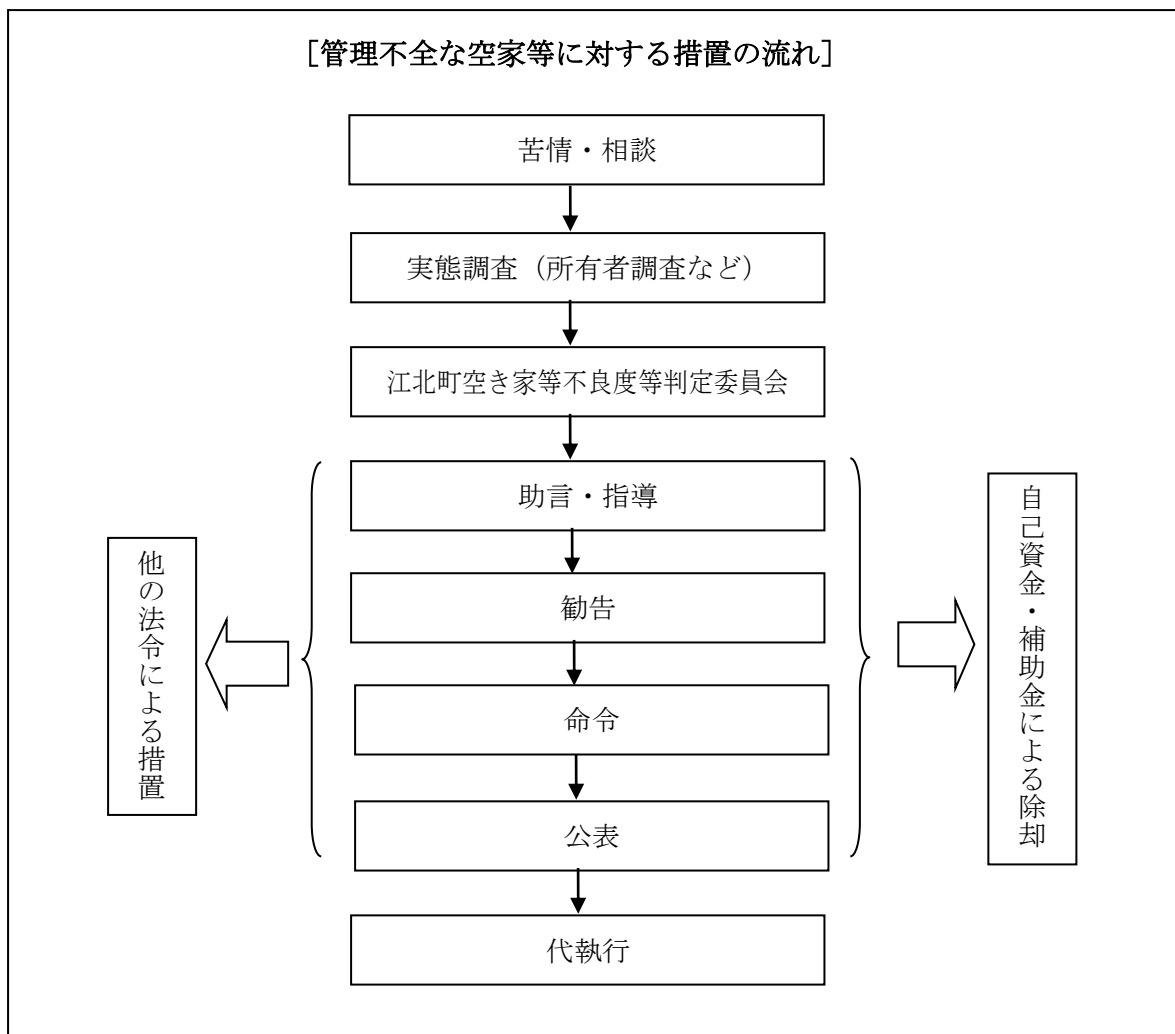 ［管理不全な空家等に対する措置の流れ］
苦情・相談
実態調査（所有者調査など）
江北町空き家等不良度等判定委員会
助言・指導
勧告
命令
公表
代執行
他の法令による措置
自己資金・補助金による除却